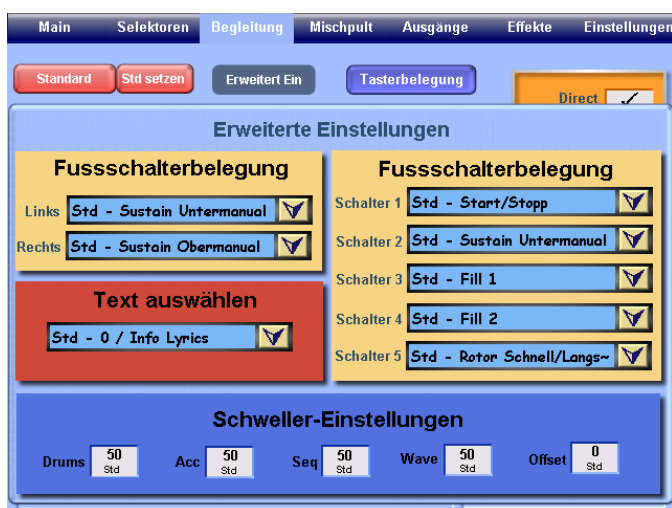 Main Selektoren Begleitung Mischpult Ausgänge Effekte Einstellungen
Standard Std setzen Erweitert Ein Tasterbelegung
Direct
Erweiterte Einstellungen
Fussschalterbelegung
Links Std - Sustain Untermanual
Rechts Std - Sustain Obermanual
Text auswählen
Std - 0 / Info Lyrics
Fussschalterbelegung
Schalter 1 Std - Start/Stopp
Schalter 2 Std - Sustain Untermanual
Schalter 3 Std - Fill 1
Schalter 4 Std - Fill 2
Schalter 5 Std - Rotor Schnell/Langs~
Schweller-Einstellungen
Drums 50 Std Acc 50 Std Seq 50 Std Wave 50 Std Offset 0 Std